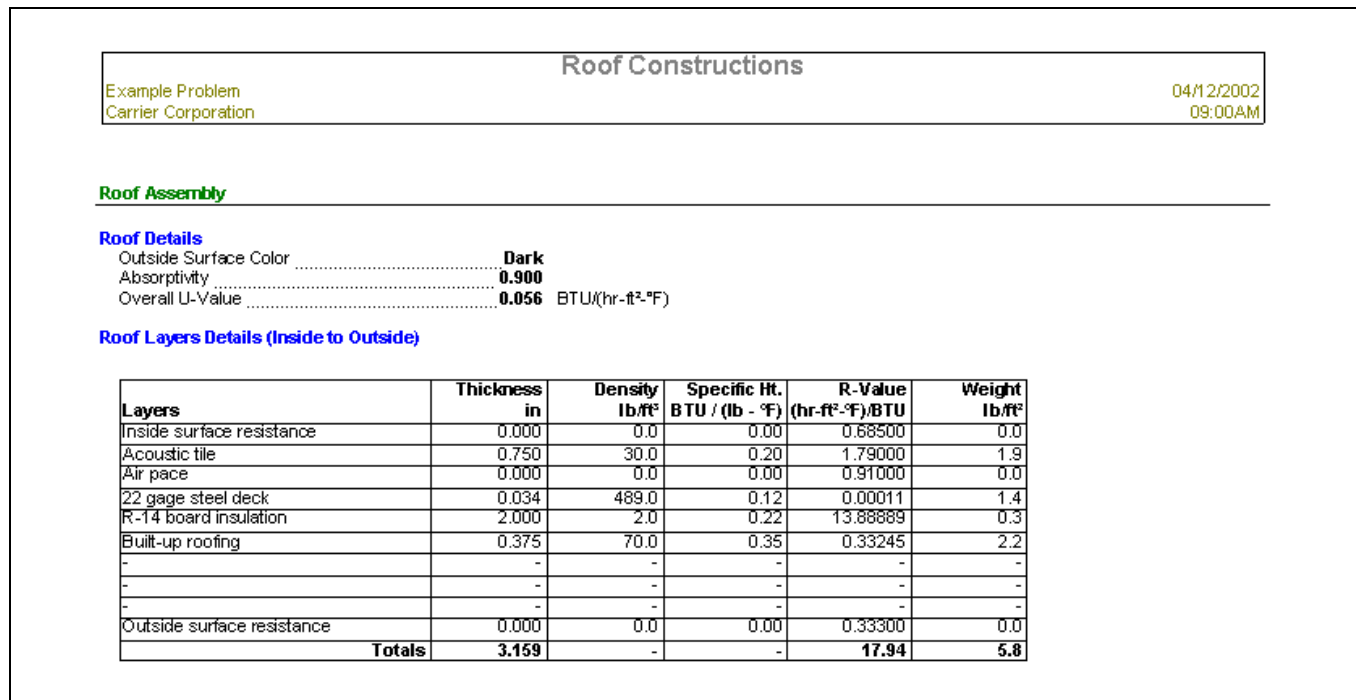 Roof Constructions
Example Problem 04/12/2002
Carrier Corporation 09:00AM
Roof Assembly
Roof Details
Outside Surface Color Dark
Absorptivity 0.900
Overall U-Value 0.056 BTU/(hr-ft²-°F)
Roof Layers Details (Inside to Outside)
Thickness Density Specific Ht. R-Value Weight
Layers in lb/ft³ BTU / (lb - °F) (hr-ft²-°F)/BTU lb/ft²
Inside surface resistance 0.000 0.0 0.00 0.68500 0.0
Acoustic tile 0.750 30.0 0.20 1.79000 1.9
Air pace 0.000 0.0 0.00 0.91000 0.0
22 gage steel deck 0.034 489.0 0.12 0.00011 1.4
R-14 board insulation 2.000 2.0 0.22 13.88889 0.3
Built-up roofing 0.375 70.0 0.35 0.33245 2.2
- - - - - -
- - - - - -
- - - - - -
Outside surface resistance 0.000 0.0 0.00 0.33300 0.0
Totals 3.159 - - 17.94 5.8